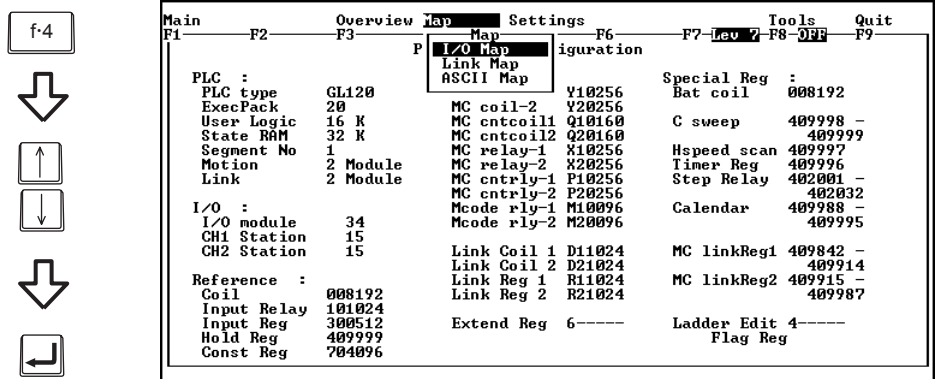 f·4
↑
↓
Main Overview Map Settings Tools Quit
F1 F2 F3 Map F6 F7 Lev 7 F8 OFF F9
P I/O Map iguration
Link Map
PLC : ASCII Map Special Reg :
PLC type GL120 Y10256 Bat coil 008192
ExecPack 20 MC coil-2 Y20256
User Logic 16 K MC cntcoil1 Q10160 C sweep 409998 -
State RAM 32 K MC cntcoil2 Q20160 409999
Segment No 1 MC relay-1 X10256 Hspeed scan 409997
Motion 2 Module MC relay-2 X20256 Timer Reg 409996
Link 2 Module MC cntrly-1 P10256 Step Relay 402001 -
MC cntrly-2 P20256 402032
I/O : Mcode rly-1 M10096 Calendar 409988 -
I/O module 34 Mcode rly-2 M20096 409995
CH1 Station 15
CH2 Station 15 Link Coil 1 D11024 MC linkReg1 409842 -
Link Coil 2 D21024 409914
Reference : Link Reg 1 R11024 MC linkReg2 409915 -
Coil 008192 Link Reg 2 R21024 409987
Input Relay 101024
Input Reg 300512 Extend Reg 6----- Ladder Edit 4-----
Hold Reg 409999 Flag Reg
Const Reg 704096